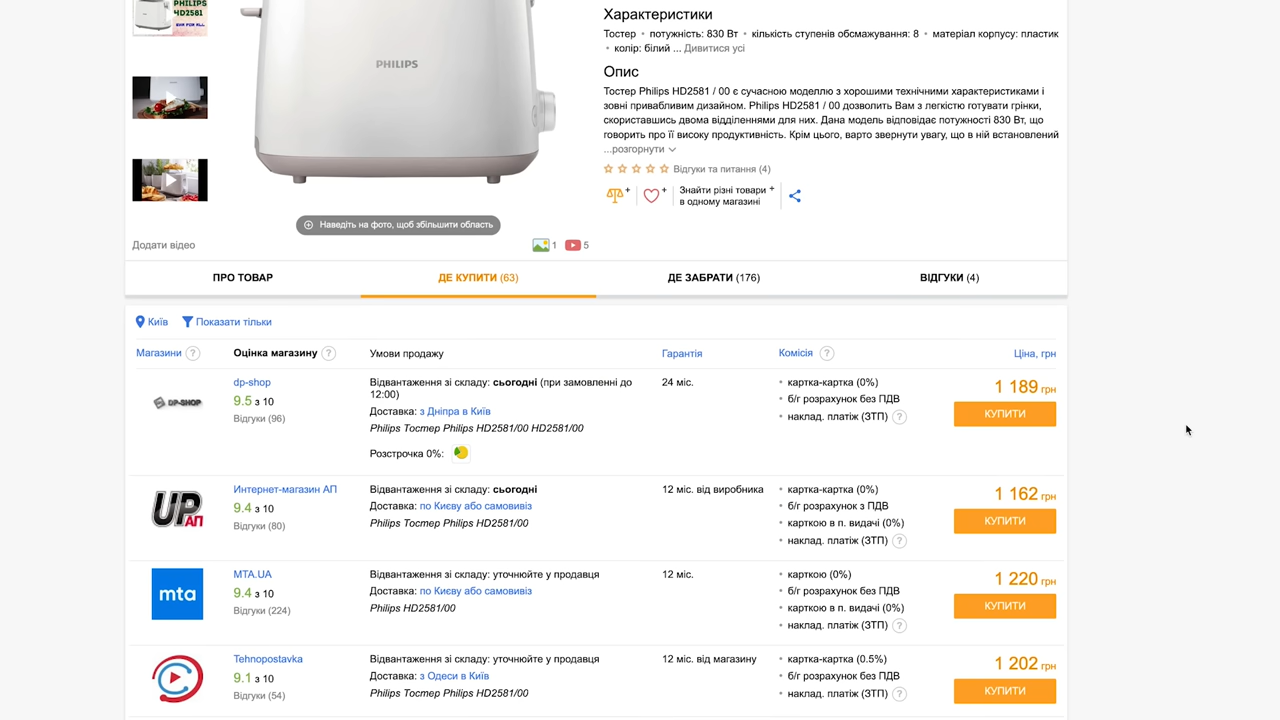 PHILIPS
HD2581
Характеристики
Тостер • потужність: 830 Вт • кількість ступенів обсмажування: 8 • матеріал корпусу: пластик
• колір: білий ... Дивитися усі
PHILIPS
Опис
Тостер Philips HD2581 / 00 є сучасною моделлю з хорошими технічними характеристиками і
зовні привабливим дизайном. Philips HD2581 / 00 дозволить Вам з легкістю готувати грінки,
скориставшись двома відділеннями для них. Дана модель відповідає потужності 830 Вт, що
говорить про її високу продуктивність. Крім цього, варто звернути увагу, що в ній встановлений
...розгорнути
Відгуки та питання (4)
Знайти різні товари +
в одному магазині
Наведіть на фото, щоб збільшити область
Додати відео
1
5
ПРО ТОВАР
ДЕ КУПИТИ (63)
ДЕ ЗАБРАТИ (176)
ВІДГУКИ (4)
Київ
Показати тільки
Магазини ?
Оцінка магазину ?
Умови продажу
Гарантія
Комісія ?
Ціна, грн
DP-SHOP
dp-shop
9.5 з 10
Відгуки (96)
Відвантаження зі складу: сьогодні (при замовленні до
12:00)
Доставка: з Дніпра в Київ
Philips Тостер Philips HD2581/00 HD2581/00
Розстрочка 0%:
24 міс.
• картка-картка (0%)
• б/г розрахунок без ПДВ
• наклад. платіж (ЗТП) ?
1 189 грн
КУПИТИ
UP
АП
Интернет-магазин АП
9.4 з 10
Відгуки (80)
Відвантаження зі складу: сьогодні
Доставка: по Києву або самовивіз
Philips Тостер Philips HD2581/00
12 міс. від виробника
• картка-картка (0%)
• б/г розрахунок з ПДВ
• карткою в п. видачі (0%)
• наклад. платіж (ЗТП) ?
1 162 грн
КУПИТИ
mta
MTA.UA
9.4 з 10
Відгуки (224)
Відвантаження зі складу: уточнюйте у продавця
Доставка: по Києву або самовивіз
Philips HD2581/00
12 міс.
• карткою (0%)
• б/г розрахунок без ПДВ
• карткою в п. видачі (0%)
• наклад. платіж (ЗТП) ?
1 220 грн
КУПИТИ
Tehnopostavka
9.1 з 10
Відгуки (54)
Відвантаження зі складу: уточнюйте у продавця
Доставка: з Одеси в Київ
Philips Тостер Philips HD2581/00
12 міс. від магазину
• картка-картка (0.5%)
• б/г розрахунок без ПДВ
• наклад. платіж (ЗТП) ?
1 202 грн
КУПИТИ